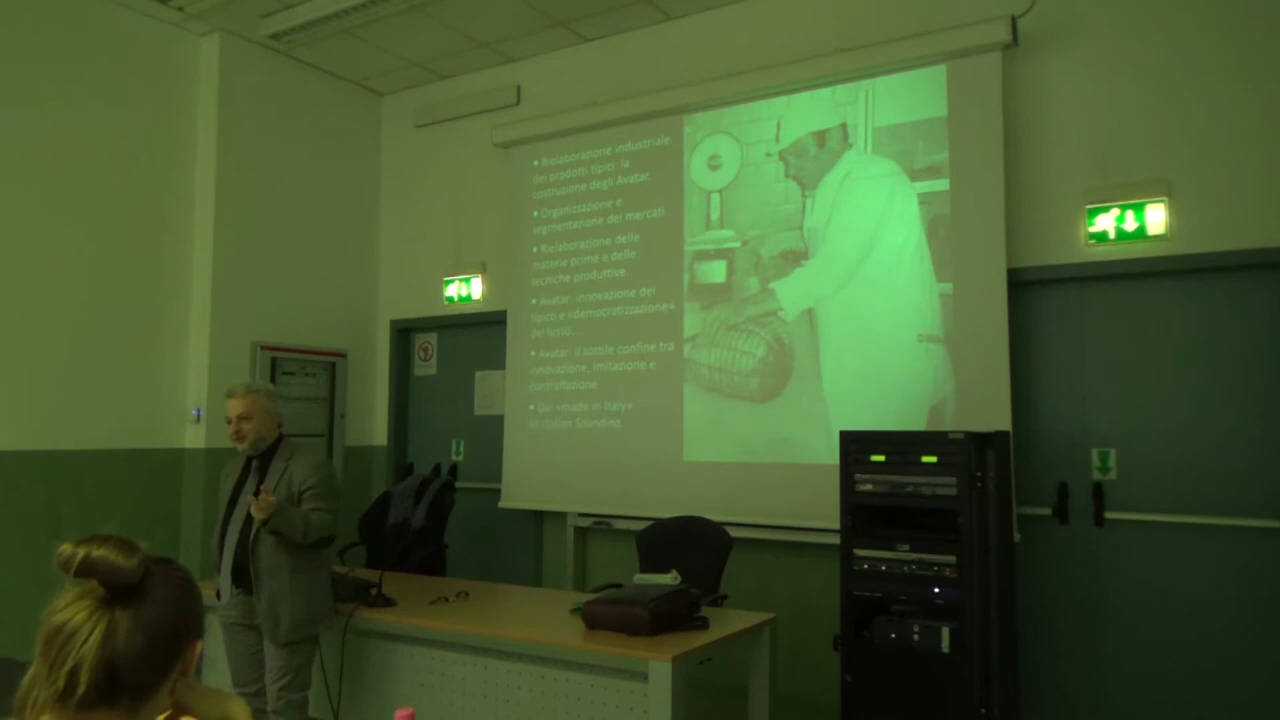 • Rielaborazione industriale
dei prodotti tipici: la
costruzione degli Avatar.
• Organizzazione e
segmentazione dei mercati.
• Rielaborazione delle
materie prime e delle
tecniche produttive.
• Avatar: innovazione del
tipico e «democratizzazione»
del lusso...
• Avatar: il sottile confine tra
innovazione, imitazione e
contraffazione
• Dal «made in Italy»
all'Italian Sounding.